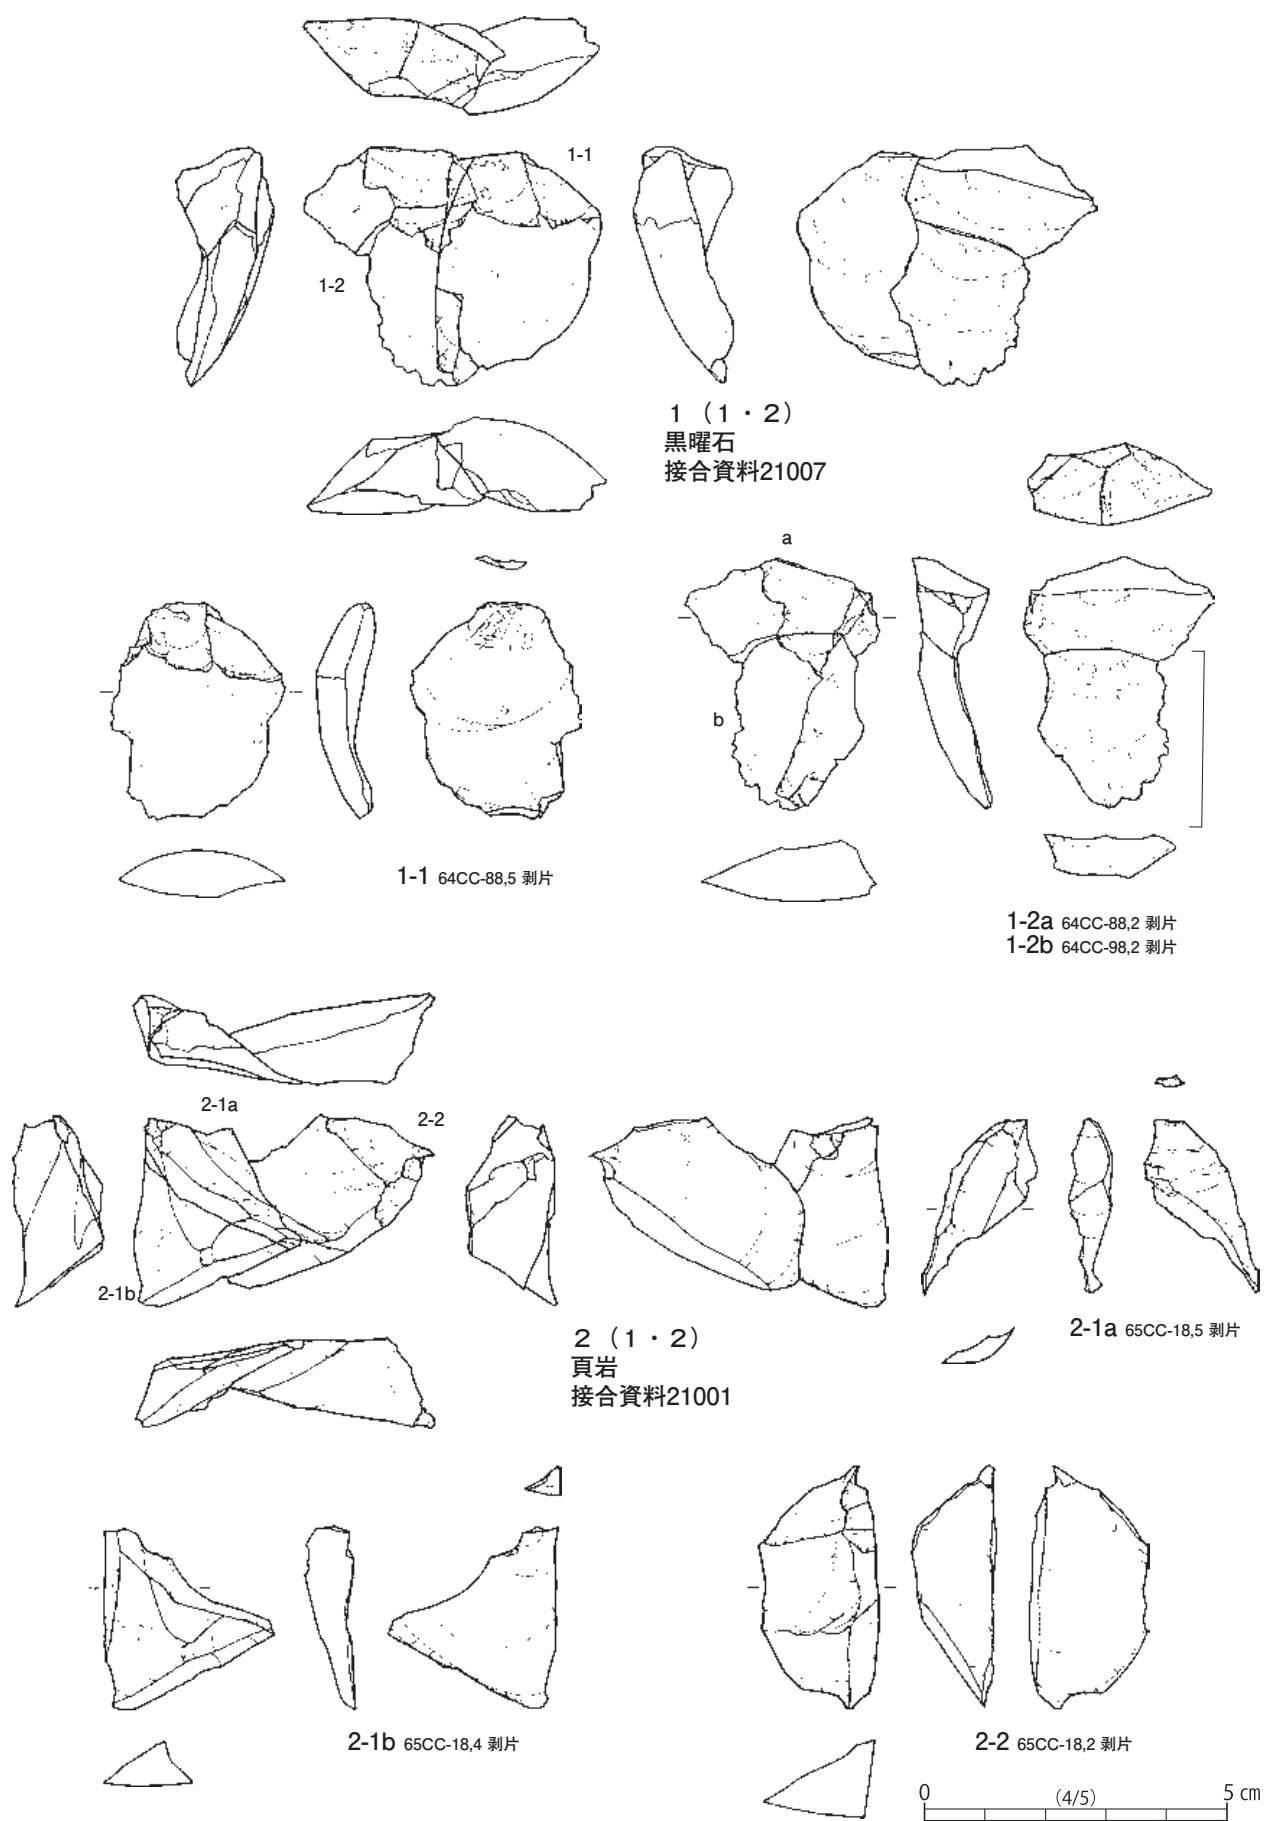 1-1
1-2
1 （1・2）
黒曜石
接合資料21007
a
b
1-1 64CC-88,5 剥片
1-2a 64CC-88,2 剥片
1-2b 64CC-98,2 剥片
2-1a
2-2
2-1b
2 （1・2）
頁岩
接合資料21001
2-1a 65CC-18,5 剥片
2-1b 65CC-18,4 剥片
2-2 65CC-18,2 剥片
0 (4/5) 5 cm